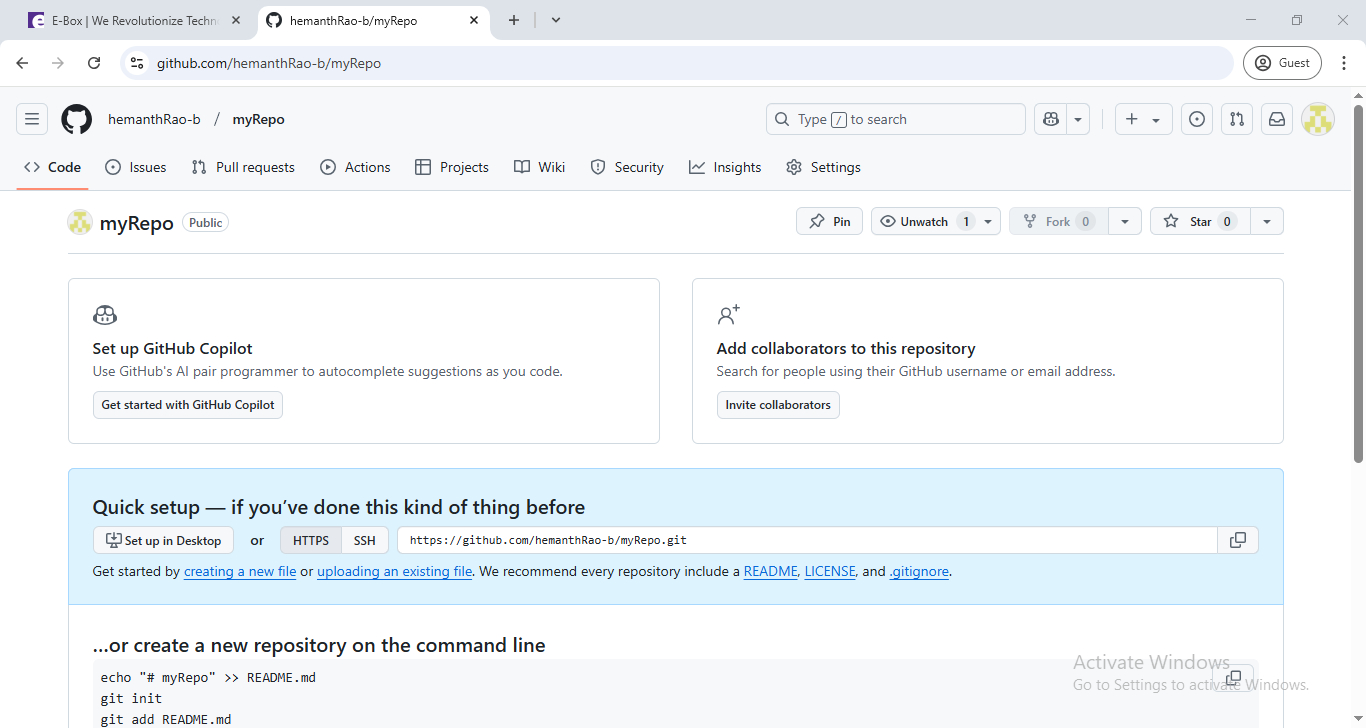 E-Box | We Revolutionize Techn
hemanthRao-b/myRepo
github.com/hemanthRao-b/myRepo
Guest
hemanthRao-b / myRepo
Type / to search
Code
Issues
Pull requests
Actions
Projects
Wiki
Security
Insights
Settings
myRepo Public
Pin
Unwatch 1
Fork 0
Star 0
Set up GitHub Copilot
Use GitHub's AI pair programmer to autocomplete suggestions as you code.
Get started with GitHub Copilot
Add collaborators to this repository
Search for people using their GitHub username or email address.
Invite collaborators
Quick setup — if you’ve done this kind of thing before
Set up in Desktop or HTTPS SSH https://github.com/hemanthRao-b/myRepo.git
Get started by creating a new file or uploading an existing file. We recommend every repository include a README, LICENSE, and .gitignore.
…or create a new repository on the command line
echo "# myRepo" >> README.md
git init
git add README.md
Activate Windows
Go to Settings to activate Windows.